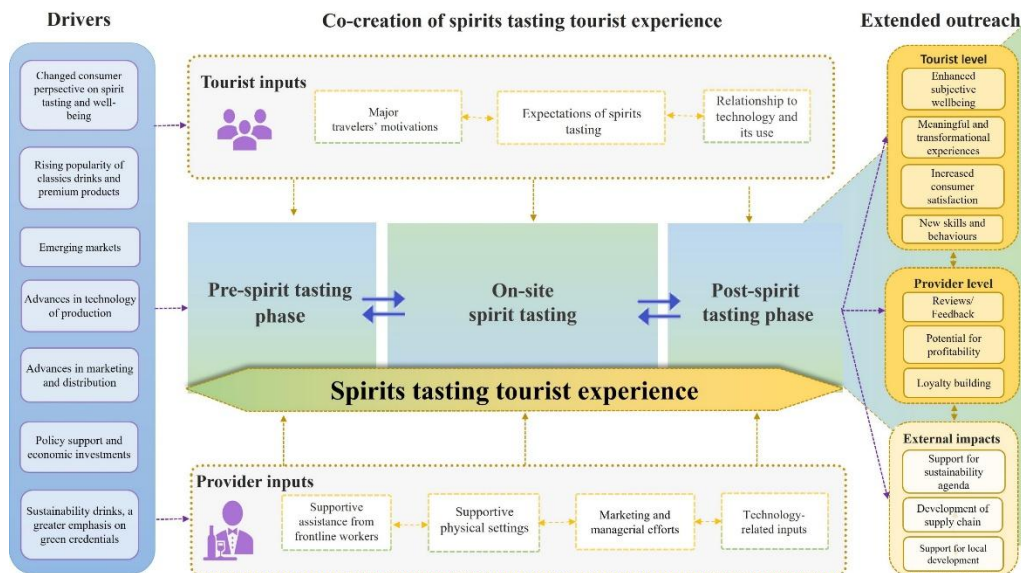 Drivers
Co-creation of spirits tasting tourist experience
Extended outreach
Changed consumer
perpsective on spirit
tasting and well-
being
Rising popularity of
classics drinks and
premium products
Emerging markets
Advances in technology
of production
Advances in marketing
and distribution
Policy support and
economic investments
Sustainability drinks, a
greater emphasis on
green credentials
Tourist inputs
Major
travelers’ motivations
Expectations of spirits
tasting
Relationship to
technology and
its use
Pre-spirit tasting
phase
On-site
spirit tasting
Post-spirit
tasting phase
Spirits tasting tourist experience
Provider inputs
Supportive
assistance from
frontline workers
Supportive
physical settings
Marketing and
managerial efforts
Technology-
related inputs
Tourist level
Enhanced
subjective
wellbeing
Meaningful and
transformational
experiences
Increased
consumer
satisfaction
New skills and
behaviours
Provider level
Reviews/
Feedback
Potential for
profitability
Loyalty building
External impacts
Support for
sustainability
agenda
Development of
supply chain
Support for local
development